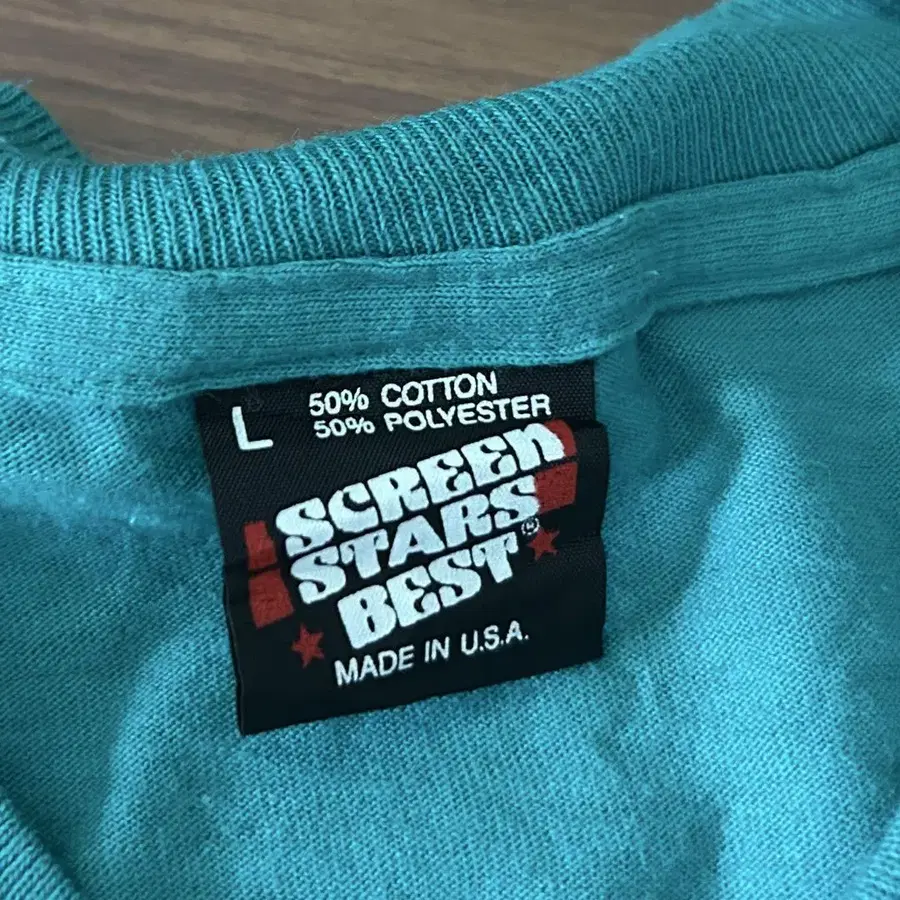 L
50% COTTON
50% POLYESTER
SCREEN
STARS
BEST®
MADE IN U.S.A.